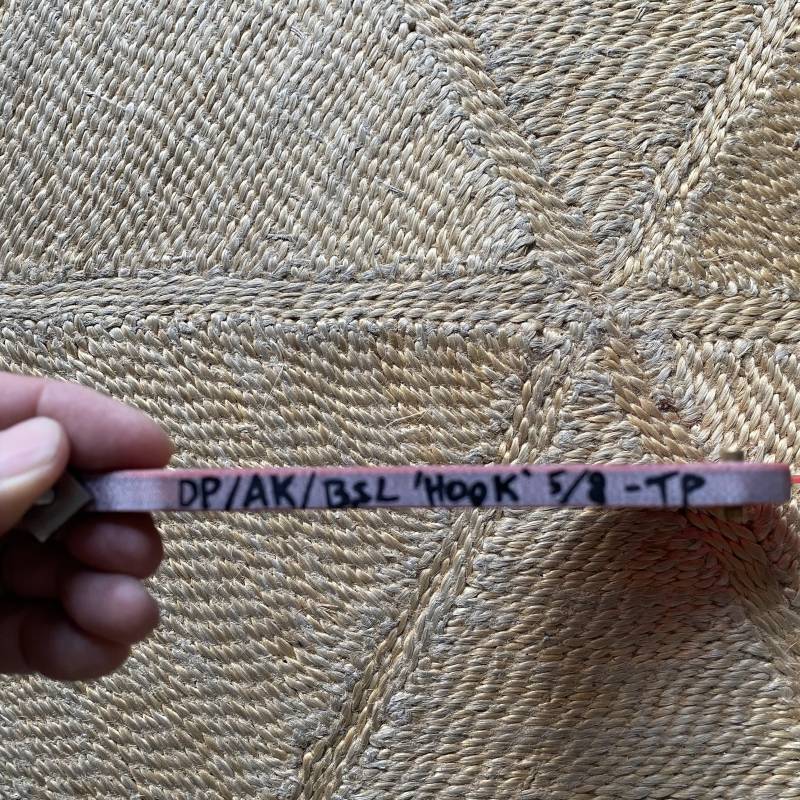 DP/AK/BSL 'HOOK' 5/8 -TP